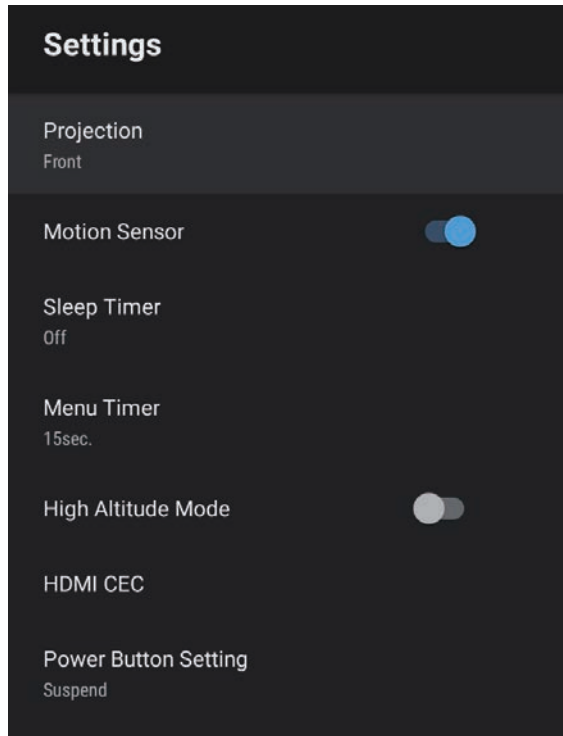 Settings
Projection
Front
Motion Sensor
Sleep Timer
Off
Menu Timer
15sec.
High Altitude Mode
HDMI CEC
Power Button Setting
Suspend